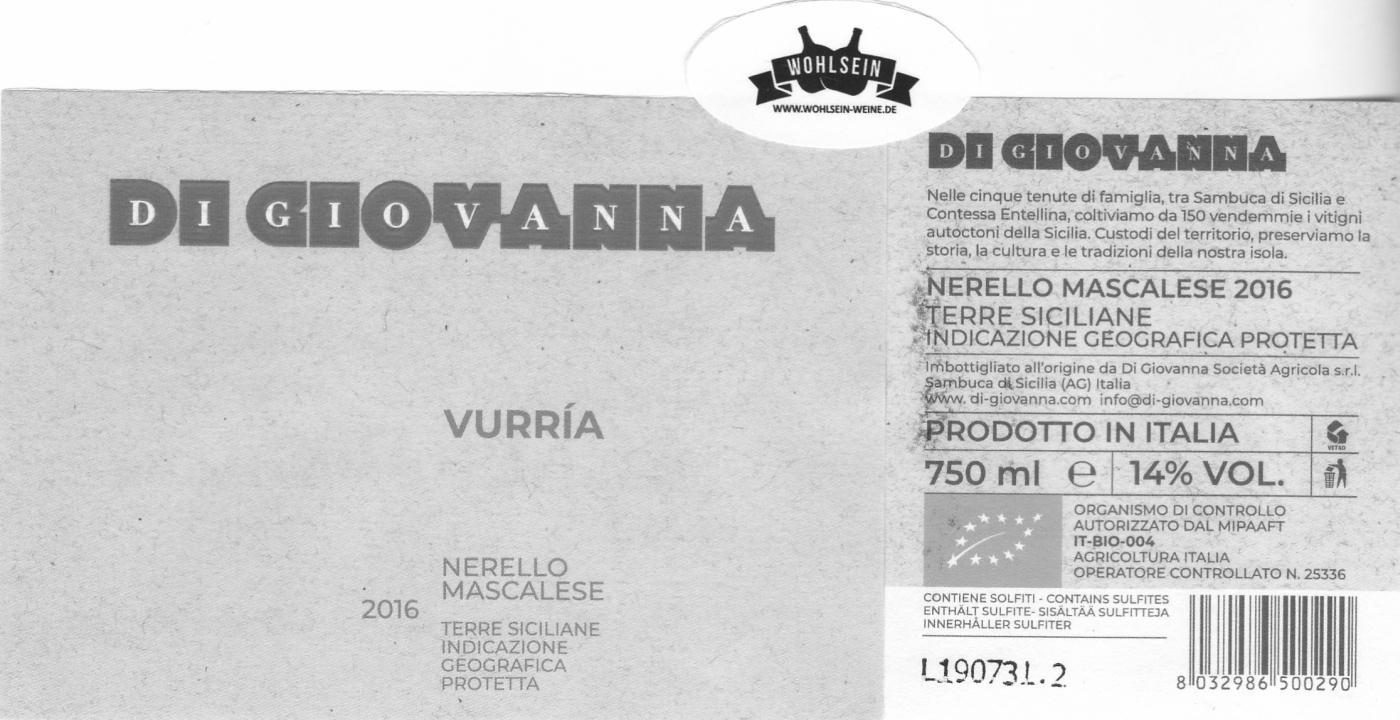 WOHLSEIN
WWW.WOHLSEIN-WEINE.DE
DI GIOVANNA
VURRÍA
2016
NERELLO
MASCALESE
TERRE SICILIANE
INDICAZIONE
GEOGRAFICA
PROTETTA
DI GIOVANNA
Nelle cinque tenute di famiglia, tra Sambuca di Sicilia e
Contessa Entellina, coltiviamo da 150 vendemmie i vitigni
autoctoni della Sicilia. Custodi del territorio, preserviamo la
storia, la cultura e le tradizioni della nostra isola.
NERELLO MASCALESE 2016
TERRE SICILIANE
INDICAZIONE GEOGRAFICA PROTETTA
Imbottigliato all'origine da Di Giovanna Società Agricola s.r.l.
Sambuca di Sicilia (AG) Italia
www. di-giovanna.com info@di-giovanna.com
PRODOTTO IN ITALIA
VETRO
750 ml ℮ 14% VOL.
ORGANISMO DI CONTROLLO
AUTORIZZATO DAL MIPAAFT
IT-BIO-004
AGRICOLTURA ITALIA
OPERATORE CONTROLLATO N. 25336
CONTIENE SOLFITI - CONTAINS SULFITES
ENTHÄLT SULFITE- SISÄLTÄÄ SULFITTEJA
INNERHÅLLER SULFITER
L19073L.2
8 032986 500290